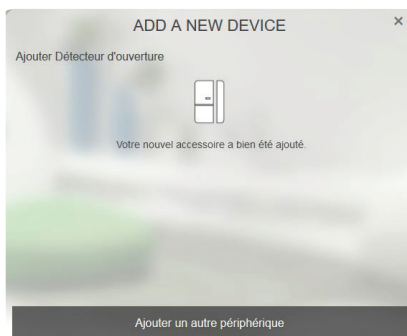 ADD A NEW DEVICE ×
Ajouter Détecteur d'ouverture
Votre nouvel accessoire a bien été ajouté.
Ajouter un autre périphérique